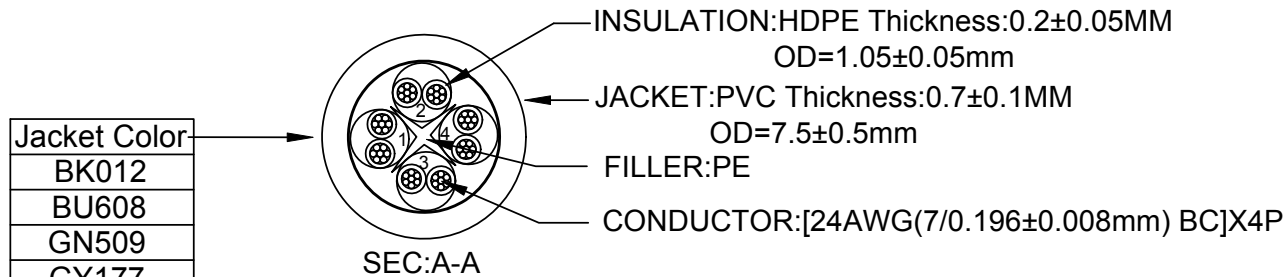 INSULATION:HDPE Thickness:0.2±0.05MM
OD=1.05±0.05mm
JACKET:PVC Thickness:0.7±0.1MM
OD=7.5±0.5mm
FILLER:PE
CONDUCTOR:[24AWG(7/0.196±0.008mm) BC]X4P
2
1
4
3
SEC:A-A
Jacket Color
BK012
BU608
GN509
GY177